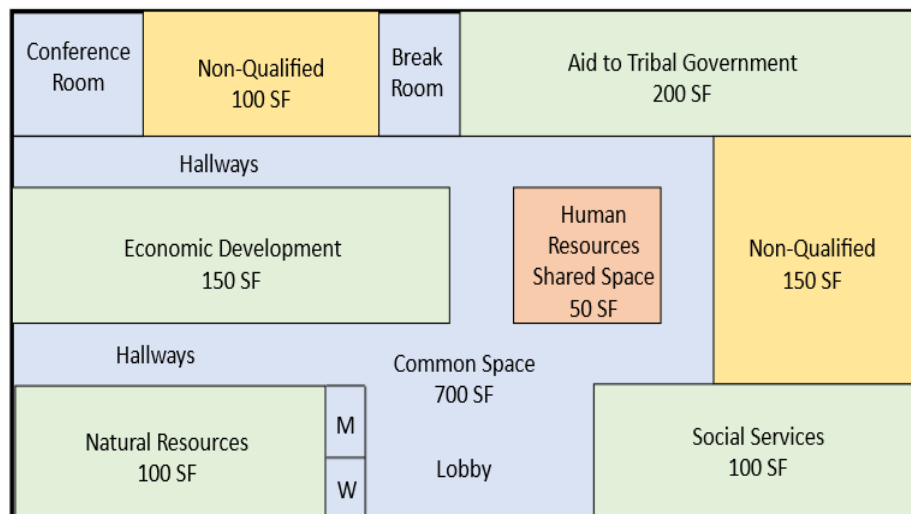 Conference
Room
Non-Qualified
100 SF
Break
Room
Aid to Tribal Government
200 SF
Hallways
Economic Development
150 SF
Human
Resources
Shared Space
50 SF
Non-Qualified
150 SF
Hallways
Common Space
700 SF
Natural Resources
100 SF
M
W
Lobby
Social Services
100 SF